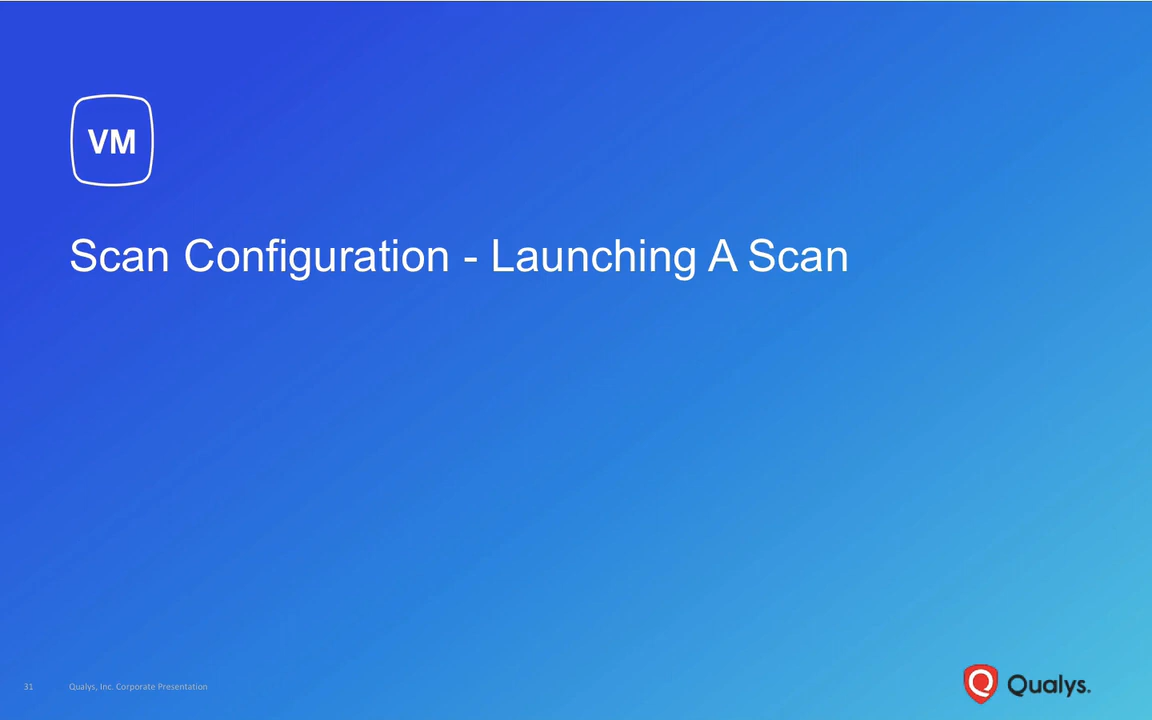 VM
Scan Configuration - Launching A Scan
31 Qualys, Inc. Corporate Presentation
Qualys.